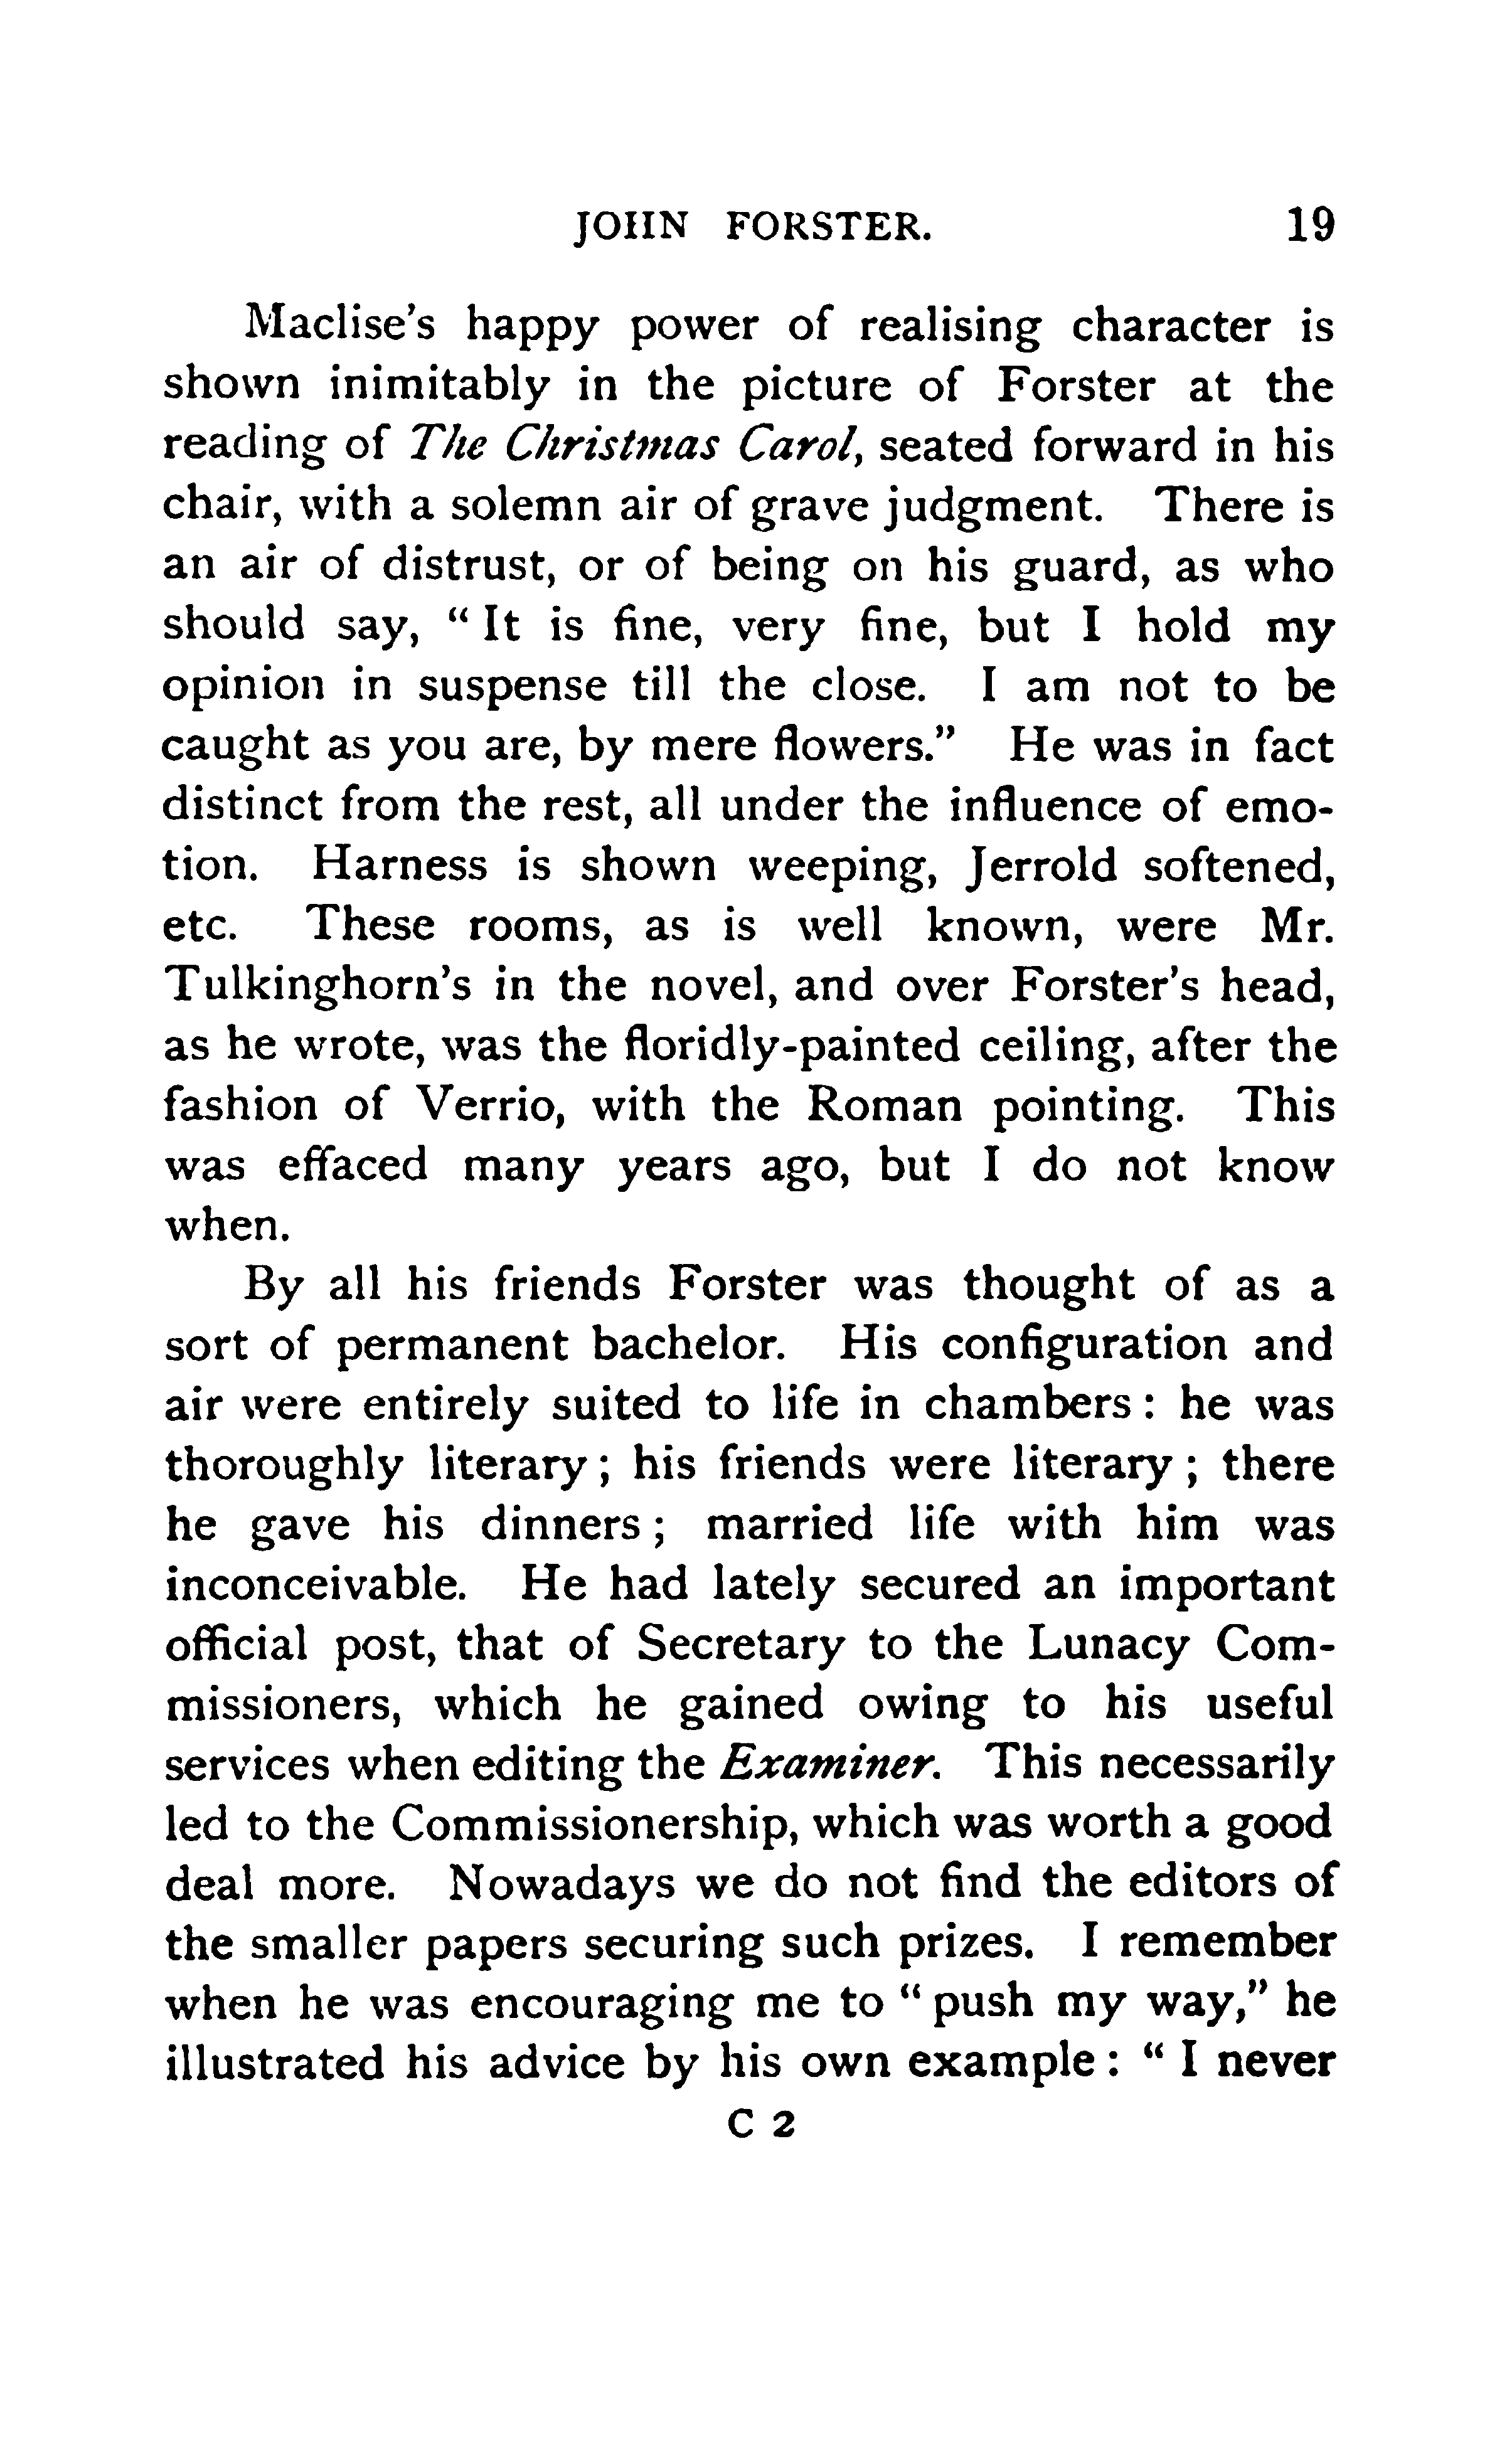 JOHN FORSTER. 19
Maclise's happy power of realising character is
shown inimitably in the picture of Forster at the
reading of The Christmas Carol, seated forward in his
chair, with a solemn air of grave judgment. There is
an air of distrust, or of being on his guard, as who
should say, “ It is fine, very fine, but I hold my
opinion in suspense till the close. I am not to be
caught as you are, by mere flowers.” He was in fact
distinct from the rest, all under the influence of emo-
tion. Harness is shown weeping, Jerrold softened,
etc. These rooms, as is well known, were Mr.
Tulkinghorn's in the novel, and over Forster's head,
as he wrote, was the floridly-painted ceiling, after the
fashion of Verrio, with the Roman pointing. This
was effaced many years ago, but I do not know
when.
By all his friends Forster was thought of as a
sort of permanent bachelor. His configuration and
air were entirely suited to life in chambers : he was
thoroughly literary ; his friends were literary ; there
he gave his dinners ; married life with him was
inconceivable. He had lately secured an important
official post, that of Secretary to the Lunacy Com-
missioners, which he gained owing to his useful
services when editing the Examiner. This necessarily
led to the Commissionership, which was worth a good
deal more. Nowadays we do not find the editors of
the smaller papers securing such prizes. I remember
when he was encouraging me to “ push my way,” he
illustrated his advice by his own example : “ I never
C 2